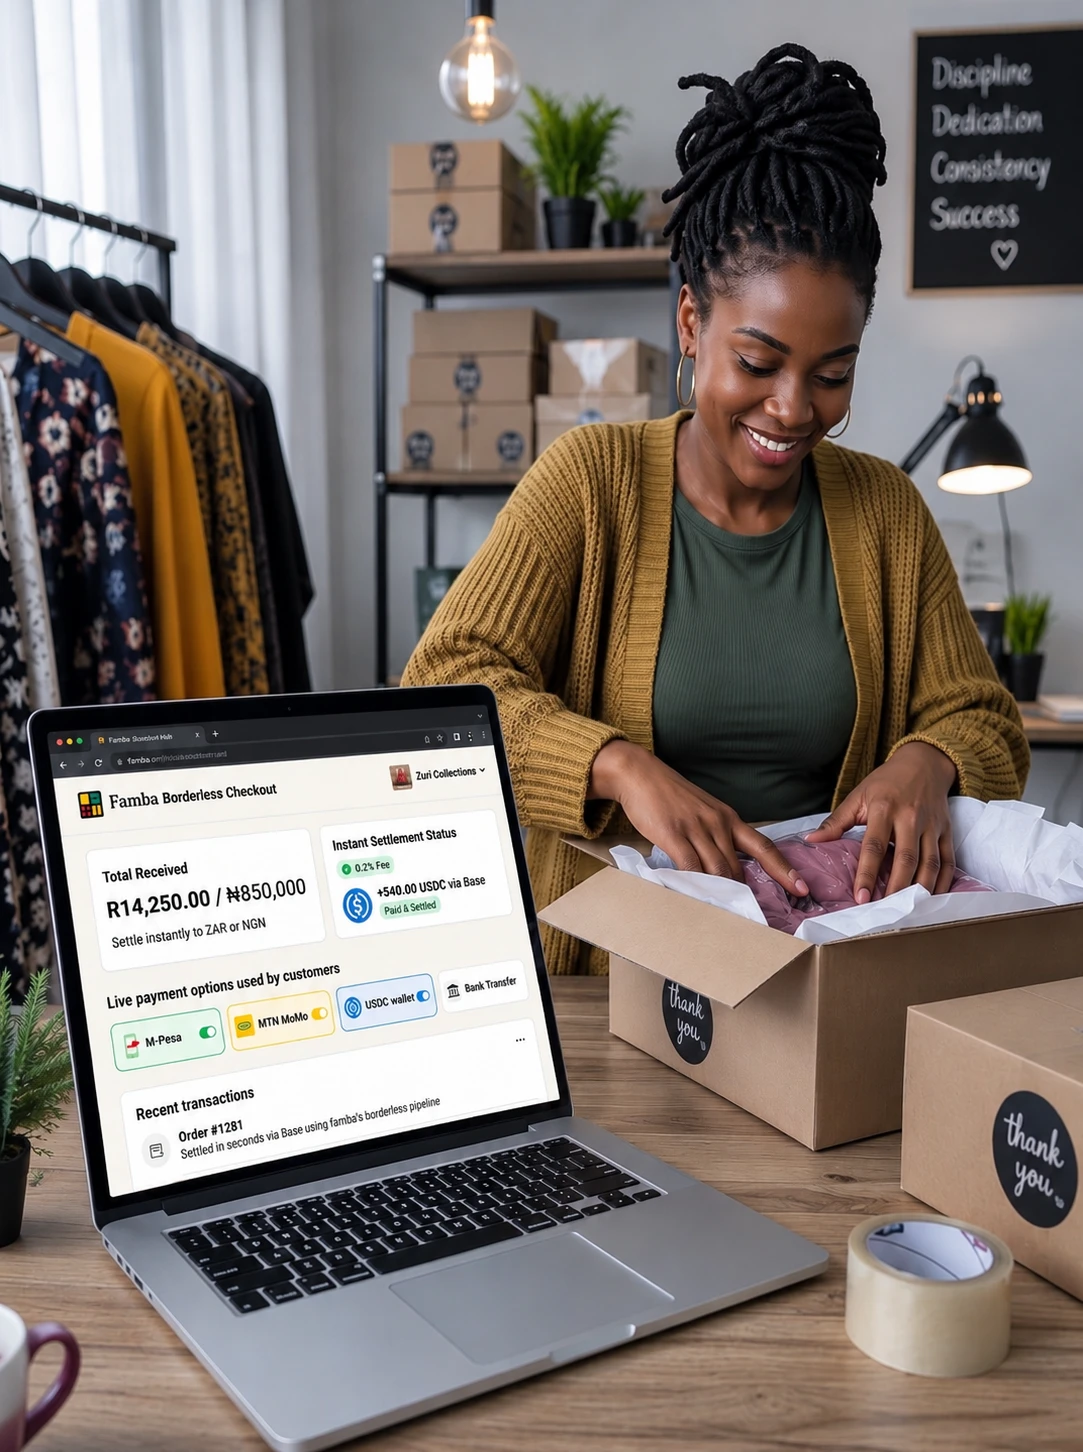 Discipline
Dedication
Consistency
Success
Famba Borderless Checkout
Zuri Collections
Total Received
R14,250.00 / ₦850,000
Settle instantly to ZAR or NGN
Instant Settlement Status
0.2% Fee
+540.00 USDC via Base
Paid & Settled
Live payment options used by customers
M-Pesa
MTN MoMo
USDC wallet
Bank Transfer
Recent transactions
Order #1281
Settled in seconds via Base using famba's borderless pipeline
thank
you
thank
you